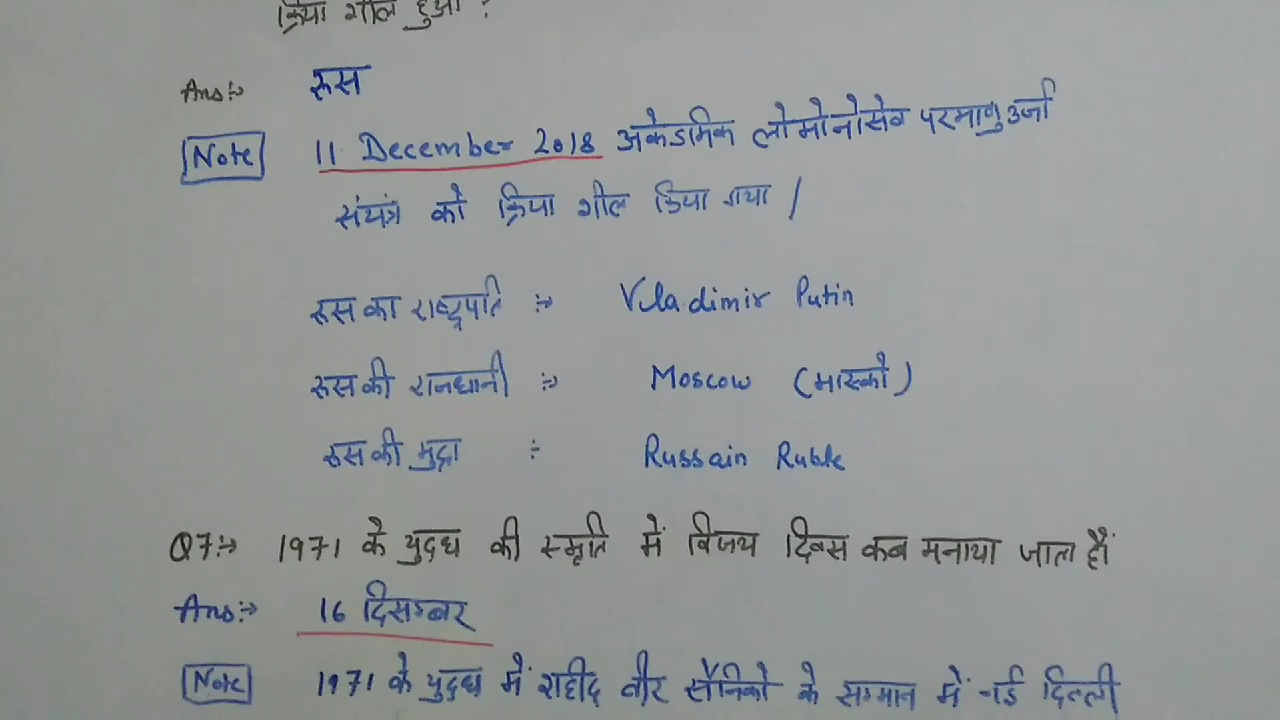 क्रिया शील हुआ ?
Ans:→ रूस
Note 11 December 2018 अकेडमिक लोमोनोसेव परमाणु उर्जा
संयंत्र को क्रिया शील किया गया /
रूस का राष्ट्रपति :→ Vladimir Putin
रूस की राजधानी :→ Moscow (मास्को)
रूस की मुद्रा ÷ Russain Ruble
Q7:→ 1971 के युद्ध की स्मृति में विजय दिवस कब मनाया जाता हैं
Ans:→ 16 दिसम्बर
Note 1971 के युद्ध में शहीद वीर सैनिको के सम्मान में नई दिल्ली